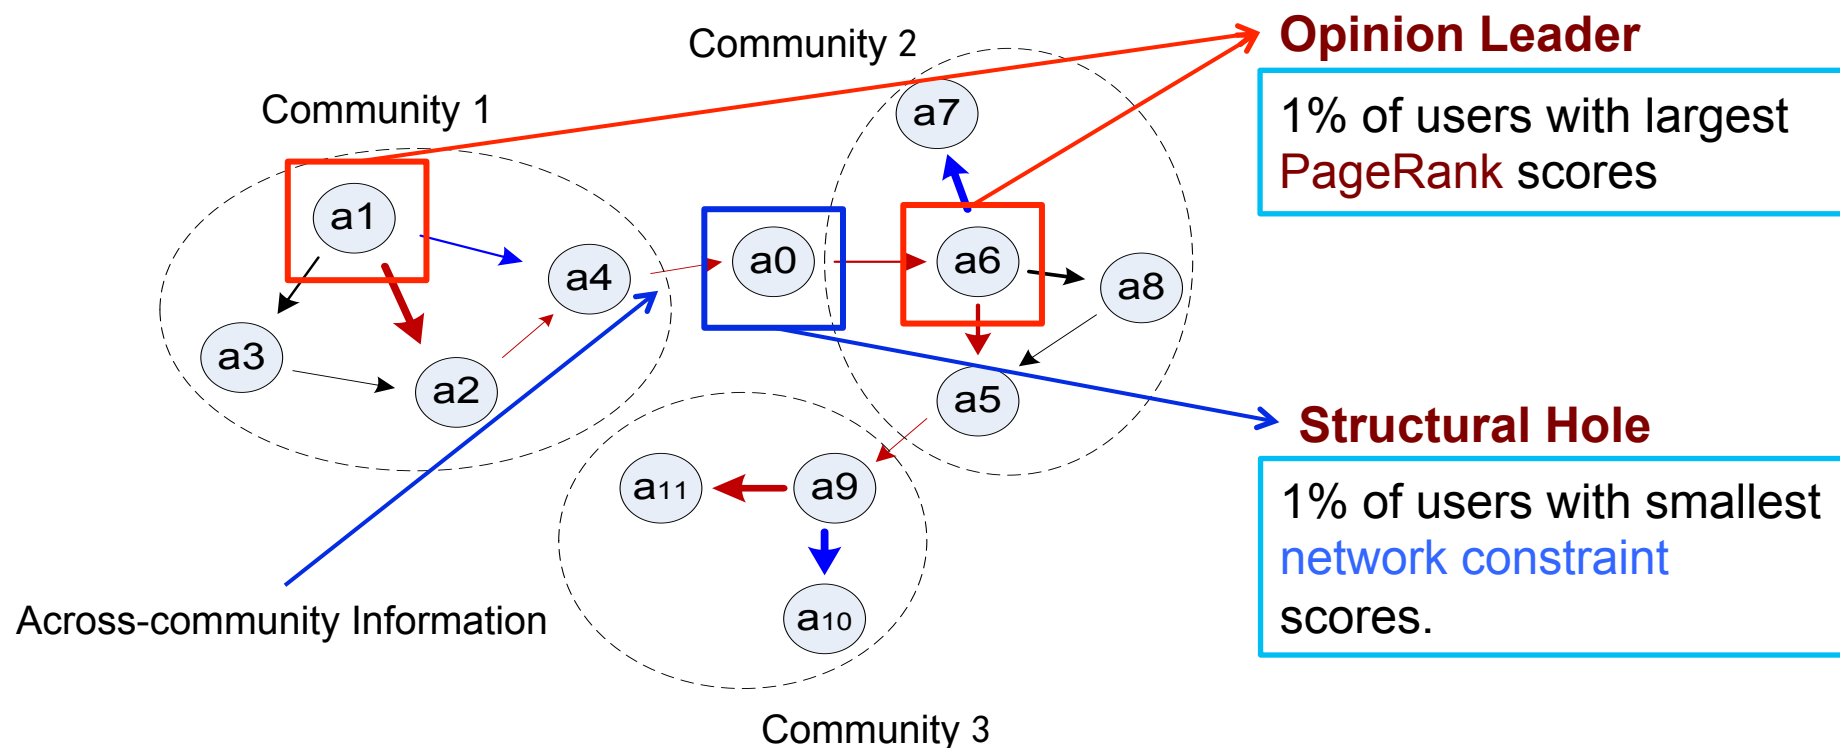 Opinion Leader
Community 2
1% of users with largest
PageRank scores
Community 1
a7
a1
a0
a6
a4
a8
a3
a2
a5
Structural Hole
a11
a9
1% of users with smallest
network constraint
scores.
a10
Across-community Information
Community 3